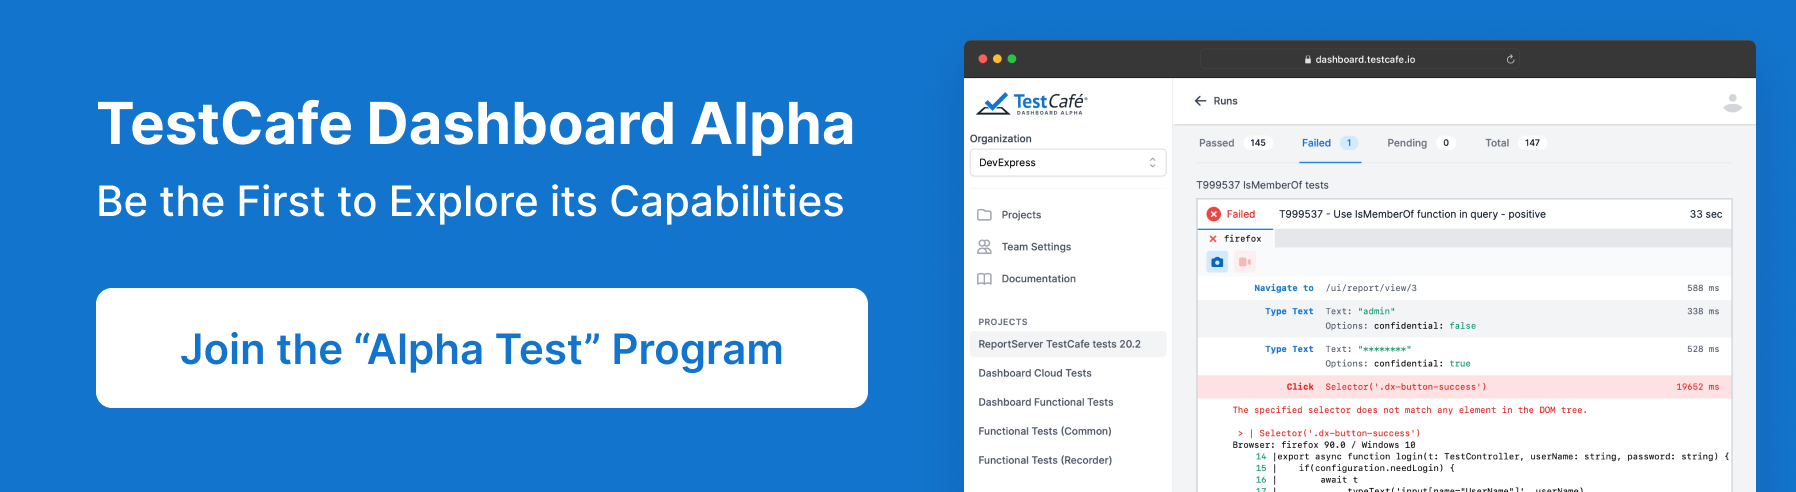 TestCafe Dashboard Alpha
Be the First to Explore its Capabilities
Join the “Alpha Test” Program
dashboard.testcafe.io
TestCafé
DASHBOARD ALPHA
Organization
DevExpress
Projects
Team Settings
Documentation
PROJECTS
ReportServer TestCafe tests 20.2
Dashboard Cloud Tests
Dashboard Functional Tests
Functional Tests (Common)
Functional Tests (Recorder)
Runs
Passed 145 Failed 1 Pending 0 Total 147
T999537 IsMemberOf tests
Failed T999537 - Use IsMemberOf function in query - positive 33 sec
firefox
Navigate to /ui/report/view/3 588 ms
Type Text Text: "admin" 338 ms
Options: confidential: false
Type Text Text: "********" 528 ms
Options: confidential: true
Click Selector('.dx-button-success') 19652 ms
The specified selector does not match any element in the DOM tree.
> | Selector('.dx-button-success')
Browser: firefox 90.0 / Windows 10
14 |export async function login(t: TestController, userName: string, password: string) {
15 | if(configuration.needLogin) {
16 | await t
17 | .typeText('input[name="UserName"]', userName)